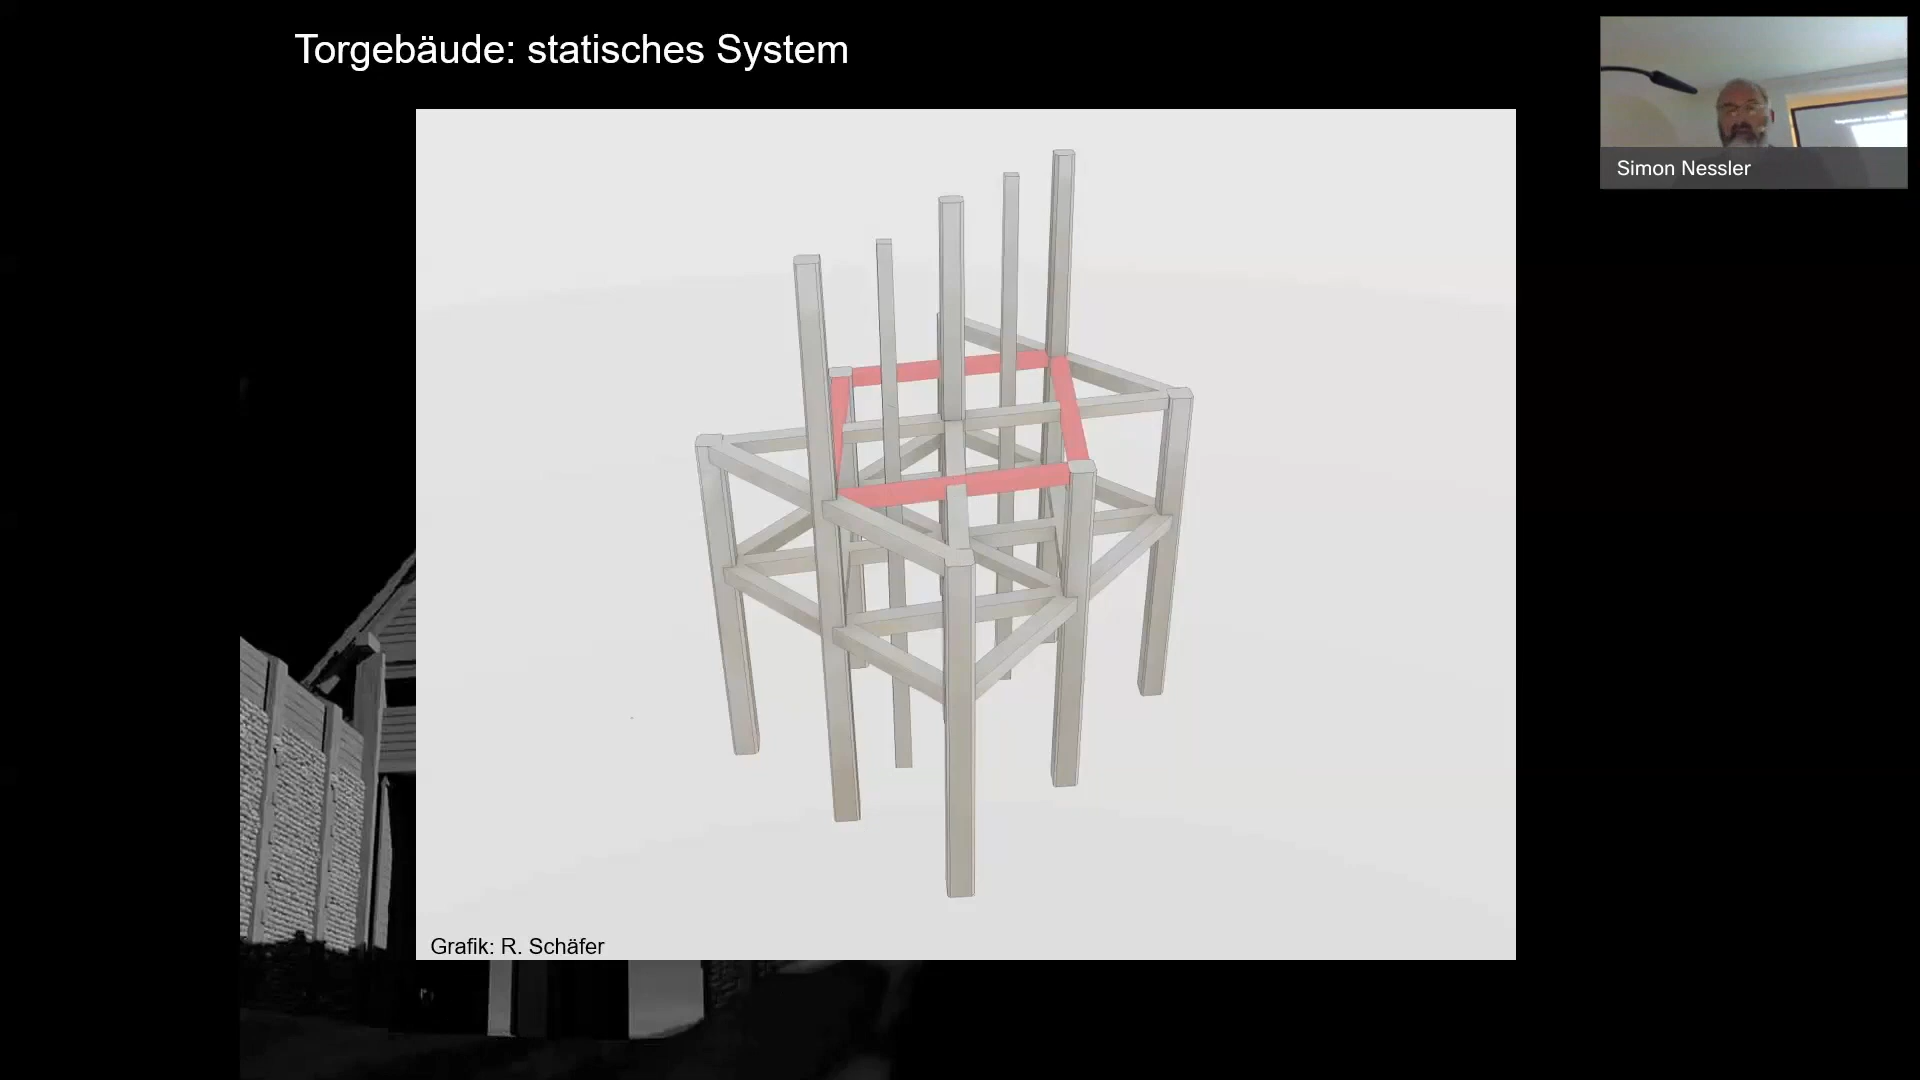 Torgebäude: statisches System
Simon Nessler
Grafik: R. Schäfer